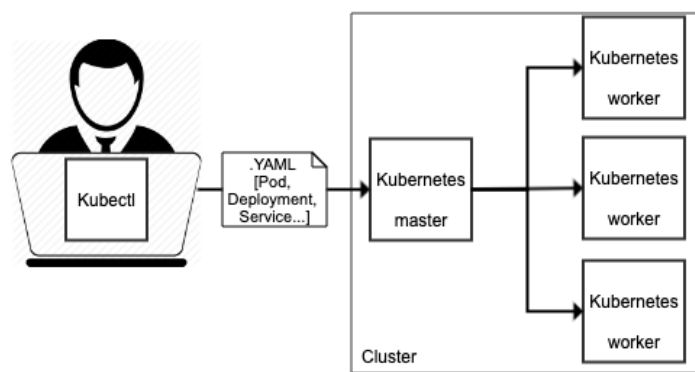 Kubectl
.YAML
[Pod,
Deployment,
Service...]
Kubernetes
master
Kubernetes
worker
Kubernetes
worker
Kubernetes
worker
Cluster